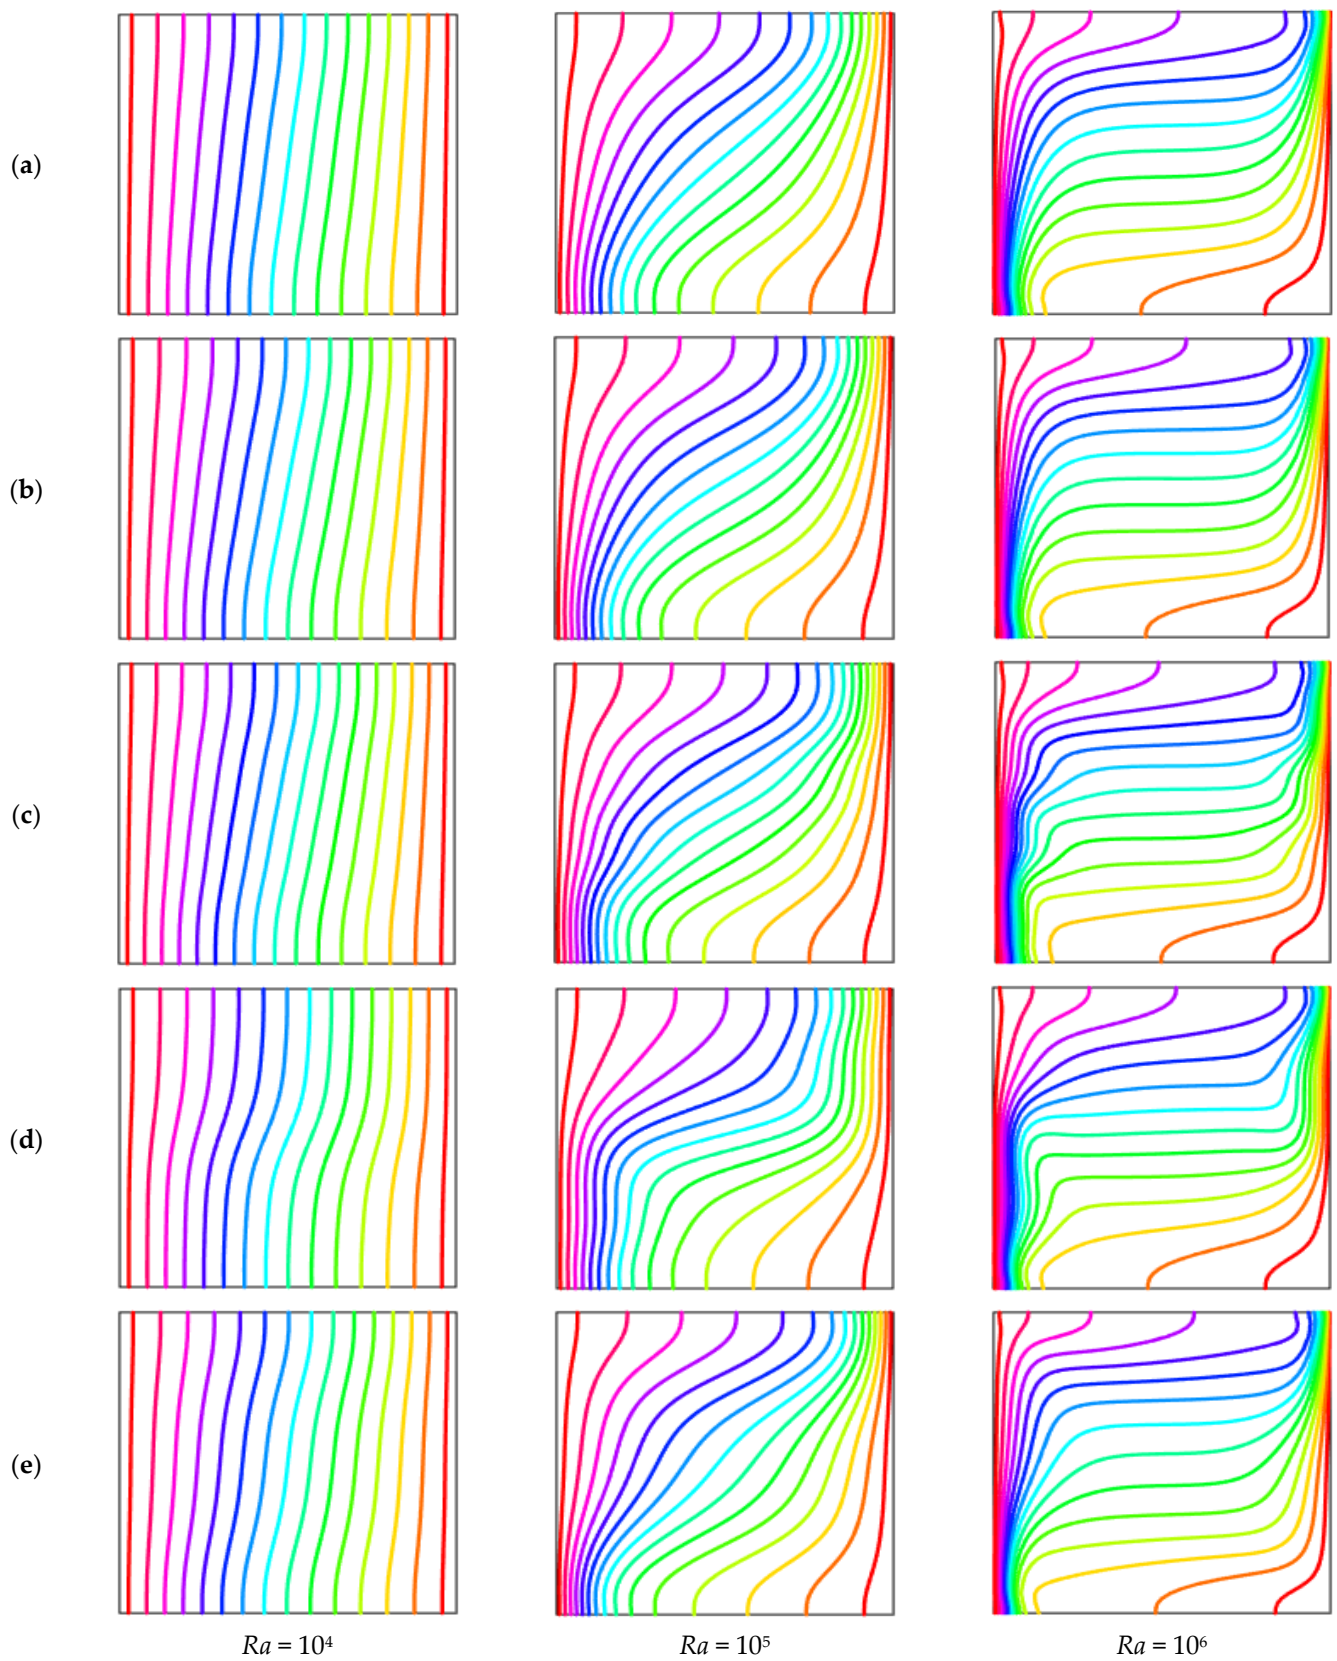 (a)
(b)
(c)
(d)
(e)
Ra = 10⁴ Ra = 10⁵ Ra = 10⁶